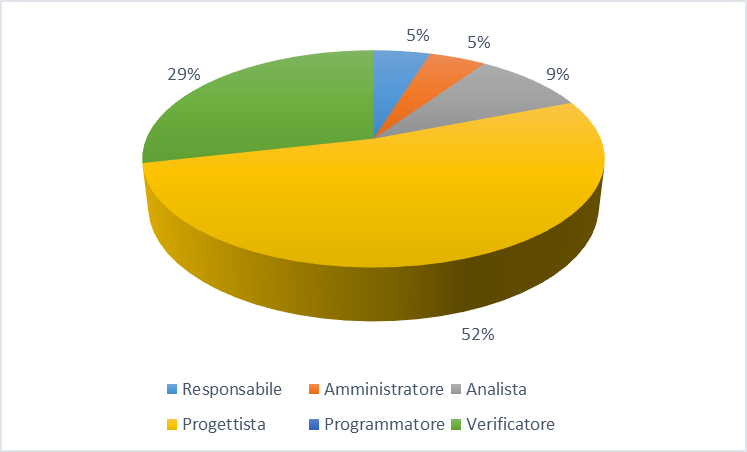 5%
5%
9%
29%
52%
Responsabile Amministratore Analista
Progettista Programmatore Verificatore